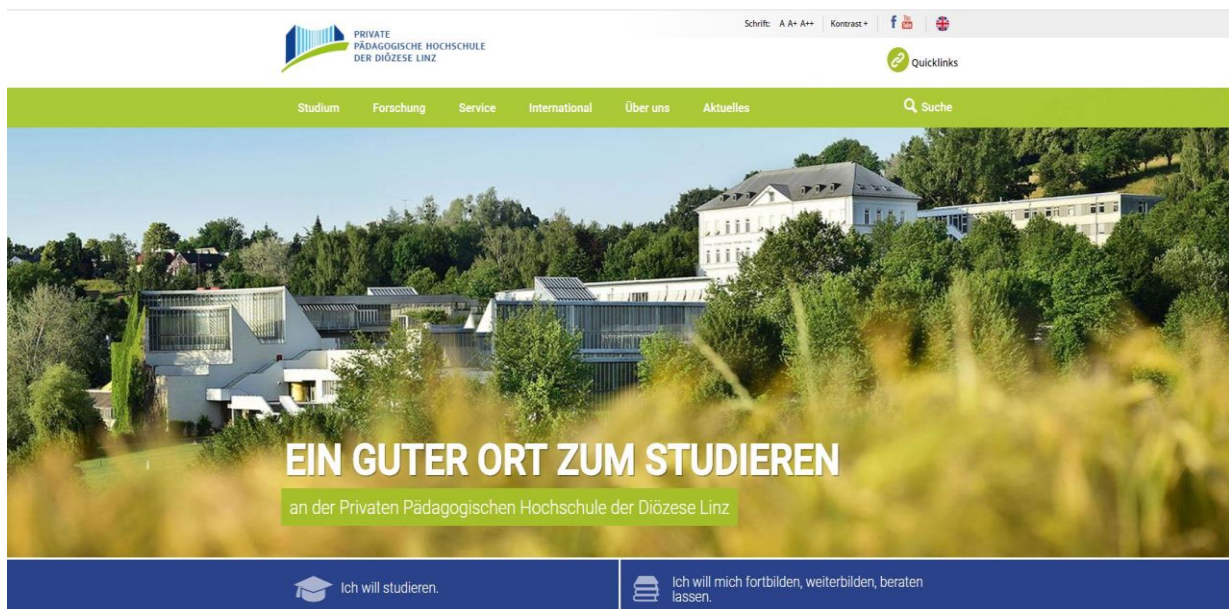 Schrift: A A+ A++ Kontrast + f You Tube
PRIVATE
PÄDAGOGISCHE HOCHSCHULE
DER DIÖZESE LINZ
Quicklinks
Studium Forschung Service International Über uns Aktuelles Suche
EIN GUTER ORT ZUM STUDIEREN
an der Privaten Pädagogischen Hochschule der Diözese Linz
Ich will studieren.
Ich will mich fortbilden, weiterbilden, beraten
lassen.